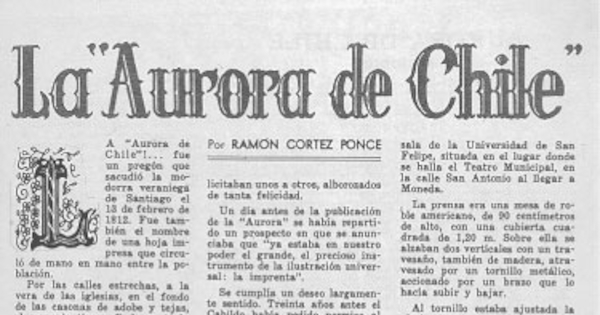 La "Aurora de Chile"
LA "Aurora de
Chile"!... fue
un pregón que
sacudió la mo-
dorra veraniega
de Santiago el
13 de febrero de
1812. Fue tam-
bién el nombre
de una hoja im-
presa que circu-
ló de mano en mano entre la po-
blación.
Por las calles estrechas, a la
vera de las iglesias, en el fondo
de las casonas de adobe y tejas,
Por RAMÓN CORTEZ PONCE
licitaban unos a otros, alborozados
de tanta felicidad.
Un día antes de la publicación
de la "Aurora" se había reparti-
do un prospecto en que se anun-
ciaba que "ya estaba en nuestro
poder el grande, el precioso ins-
trumento de la ilustración univer-
sal: la imprenta".
Se cumplía un deseo largamen-
te sentido. Treinta años antes el
Cabildo había pedido permiso al
sala de la Universidad de San
Felipe, situada en el lugar donde
se halla el Teatro Municipal, en
la calle San Antonio al llegar a
Moneda.
La prensa era una mesa de ro-
ble americano, de 90 centímetros
de alto, con una cubierta cua-
drada de 1,20 m. Sobre ella se
alzaban dos verticales con un tra-
vesaño, también de madera, atra-
vesado por un tornillo metálico,
accionado por un brazo que lo
hacía subir y bajar.
Al tornillo estaba ajustada la